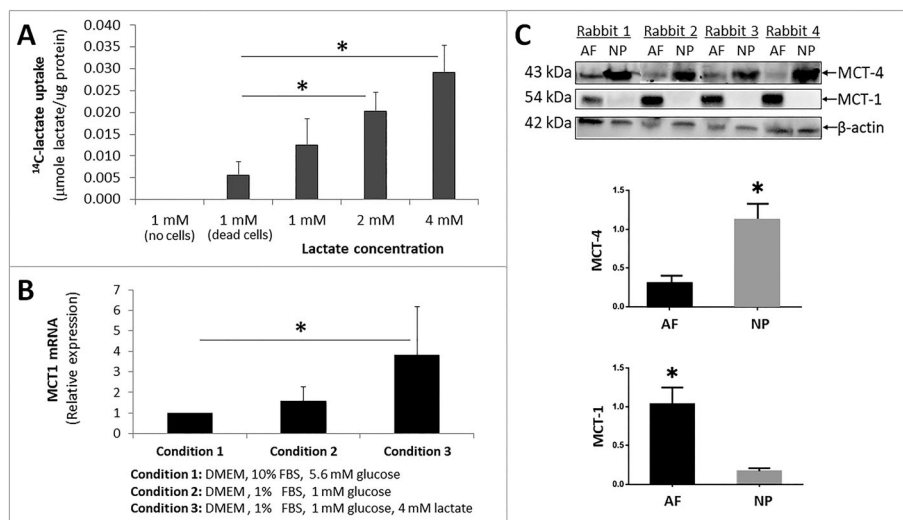 A
¹⁴C-lactate uptake
(µmole lactate/ug protein)
0.040
0.035
0.030
0.025
0.020
0.015
0.010
0.005
0.000
*
*
1 mM
(no cells)
1 mM
(dead cells)
1 mM
2 mM
4 mM
Lactate concentration
B
MCT1 mRNA
(Relative expression)
7
6
5
4
3
2
1
0
*
Condition 1
Condition 2
Condition 3
Condition 1: DMEM, 10% FBS, 5.6 mM glucose
Condition 2: DMEM, 1% FBS, 1 mM glucose
Condition 3: DMEM, 1% FBS, 1 mM glucose, 4 mM lactate
C
Rabbit 1 Rabbit 2 Rabbit 3 Rabbit 4
AF NP AF NP AF NP AF NP
43 kDa MCT-4
54 kDa MCT-1
42 kDa β-actin
MCT-4
1.5
1.0
0.5
0.0
*
AF NP
MCT-1
1.5
1.0
0.5
0.0
*
AF NP